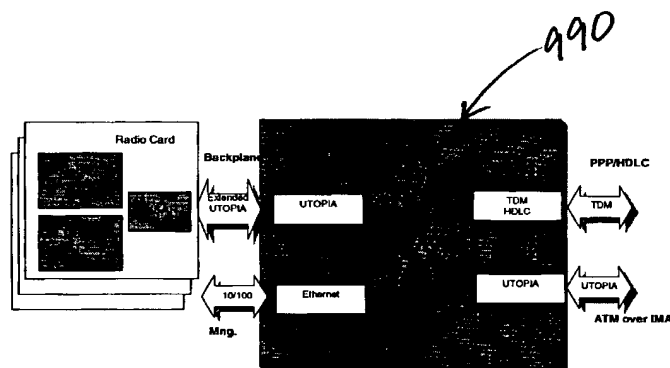 990
Radio Card
Backplane
PPP/HDLC
Extended
UTOPIA
UTOPIA
TDM
HDLC
TDM
10/100
Ethernet
UTOPIA
UTOPIA
Mng.
ATM over IMA